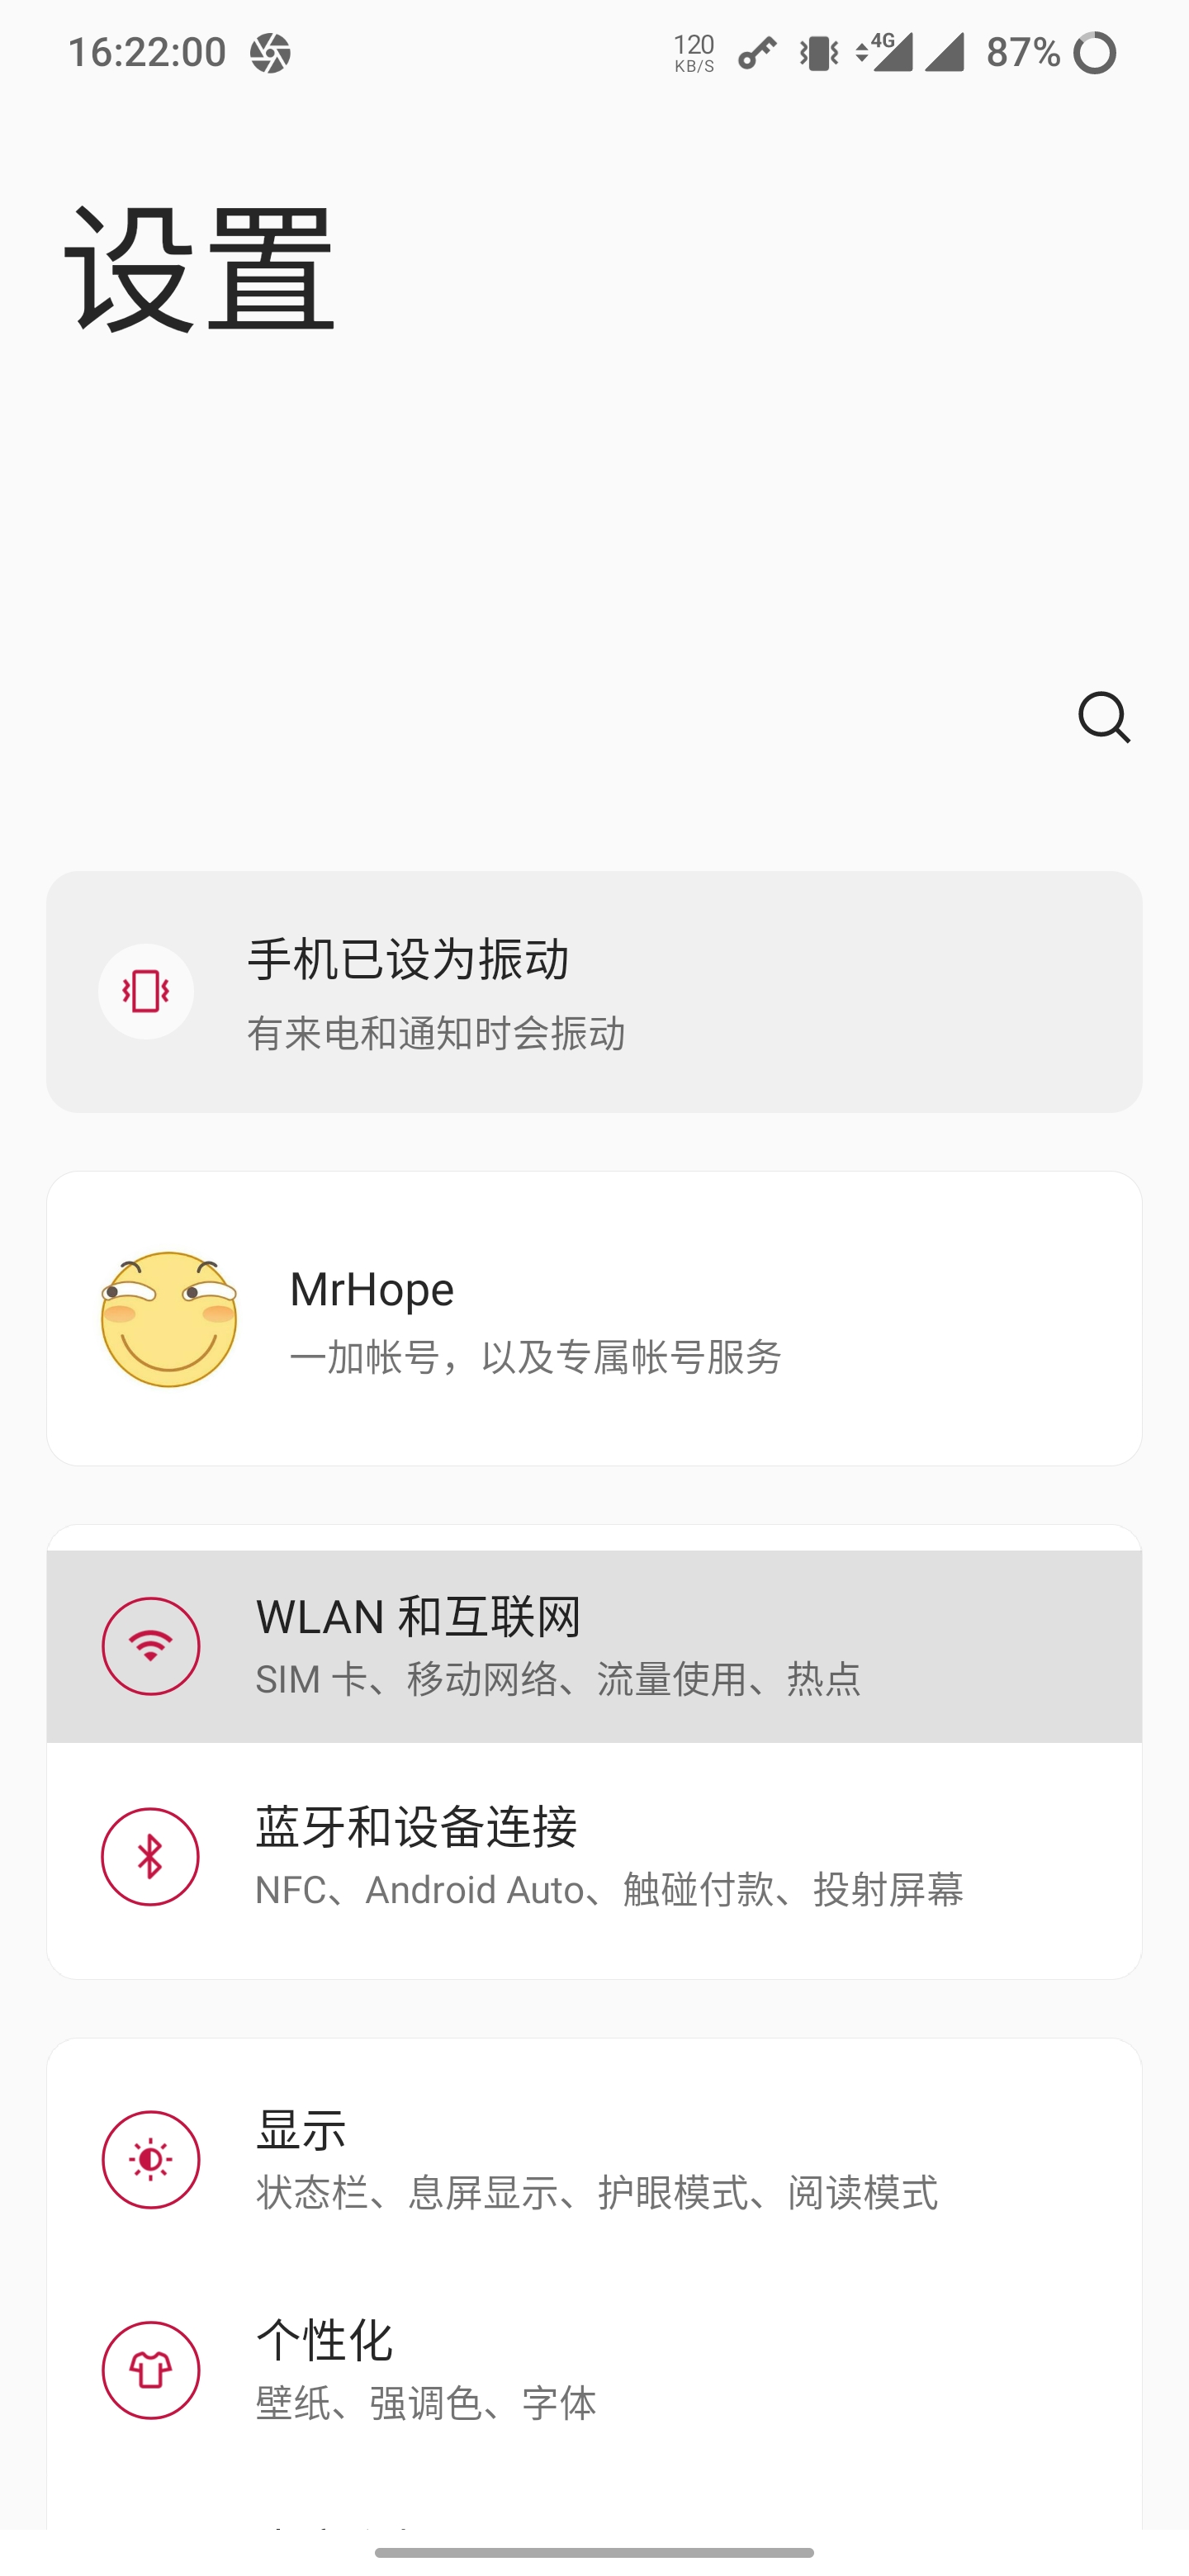 16:22:00 120 KB/S 4G 87%
设置
手机已设为振动
有来电和通知时会振动
MrHope
一加帐号，以及专属帐号服务
WLAN 和互联网
SIM 卡、移动网络、流量使用、热点
蓝牙和设备连接
NFC、Android Auto、触碰付款、投射屏幕
显示
状态栏、息屏显示、护眼模式、阅读模式
个性化
壁纸、强调色、字体